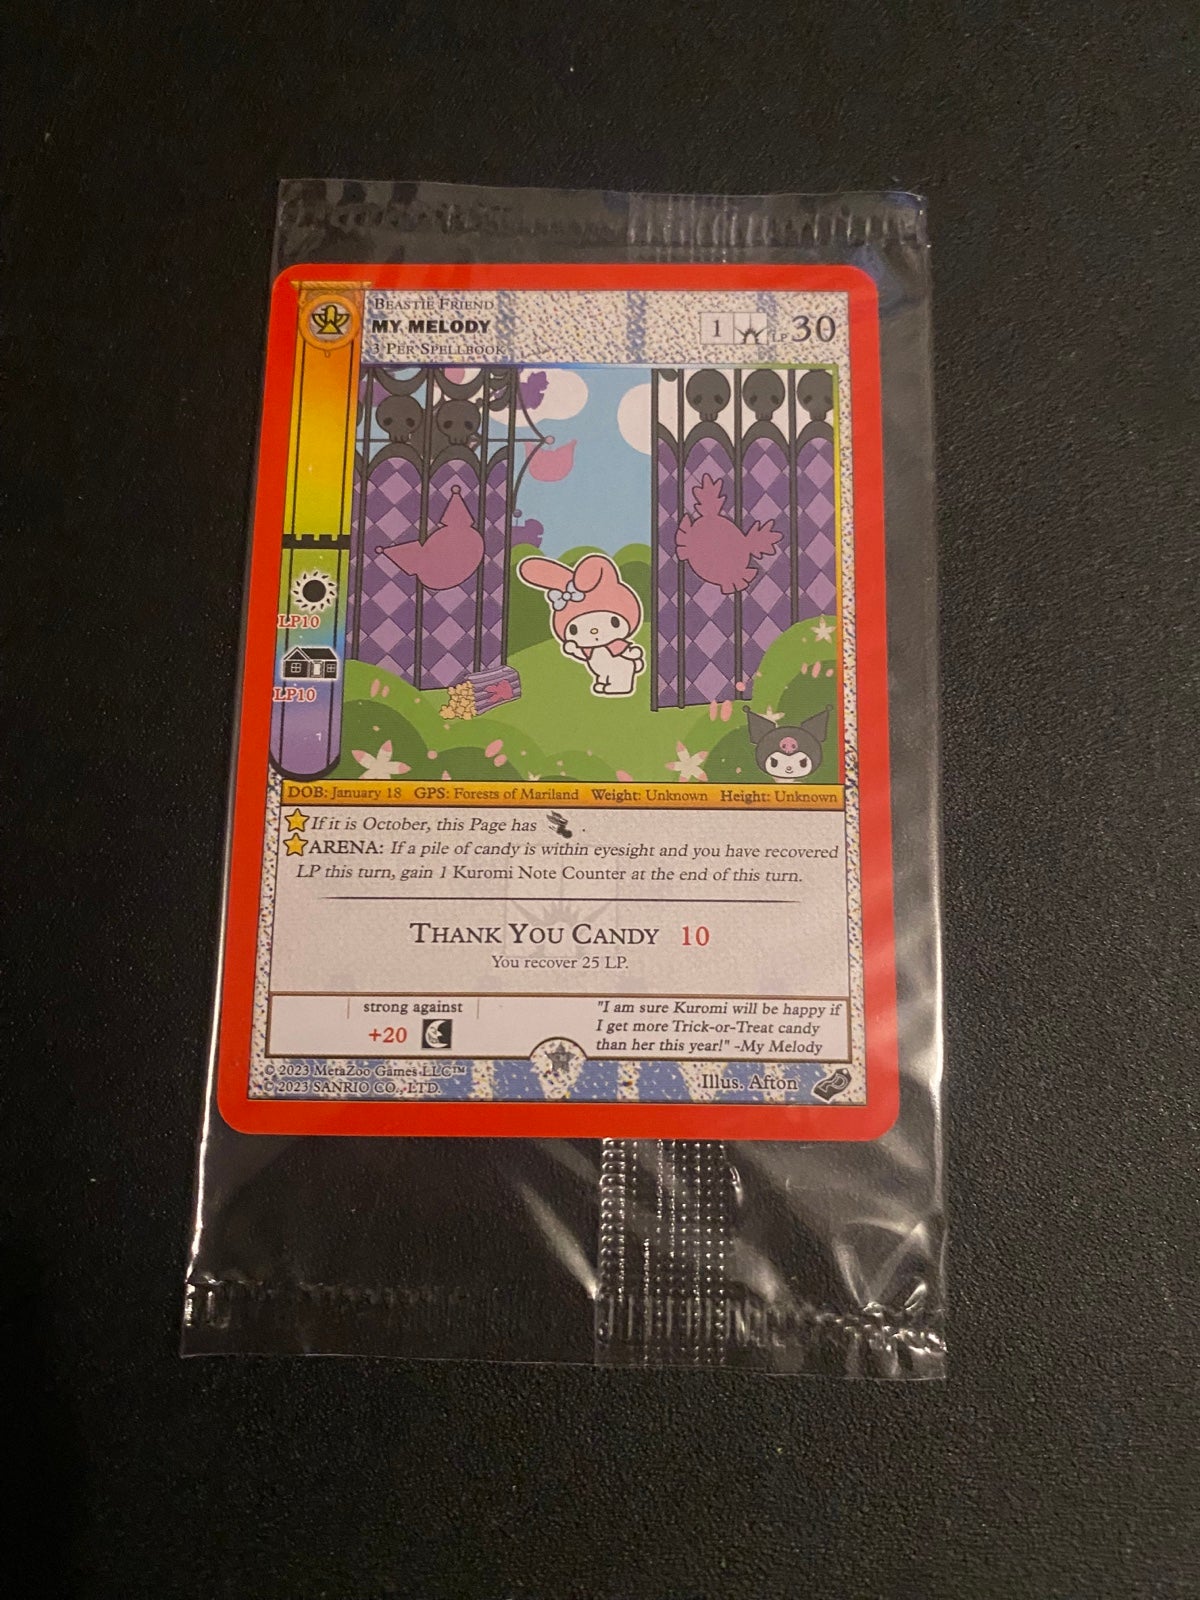 BEASTIE FRIEND
MY MELODY
3 PER SPELLBOOK
1 LP 30
LP10
LP10
DOB: January 18 GPS: Forests of Mariland Weight: Unknown Height: Unknown
If it is October, this Page has .
ARENA: If a pile of candy is within eyesight and you have recovered
LP this turn, gain 1 Kuromi Note Counter at the end of this turn.
THANK YOU CANDY 10
You recover 25 LP.
strong against
+20
"I am sure Kuromi will be happy if
I get more Trick-or-Treat candy
than her this year!" -My Melody
© 2023 MetaZoo Games LLC™
© 2023 SANRIO CO., LTD.
Illus. Afton